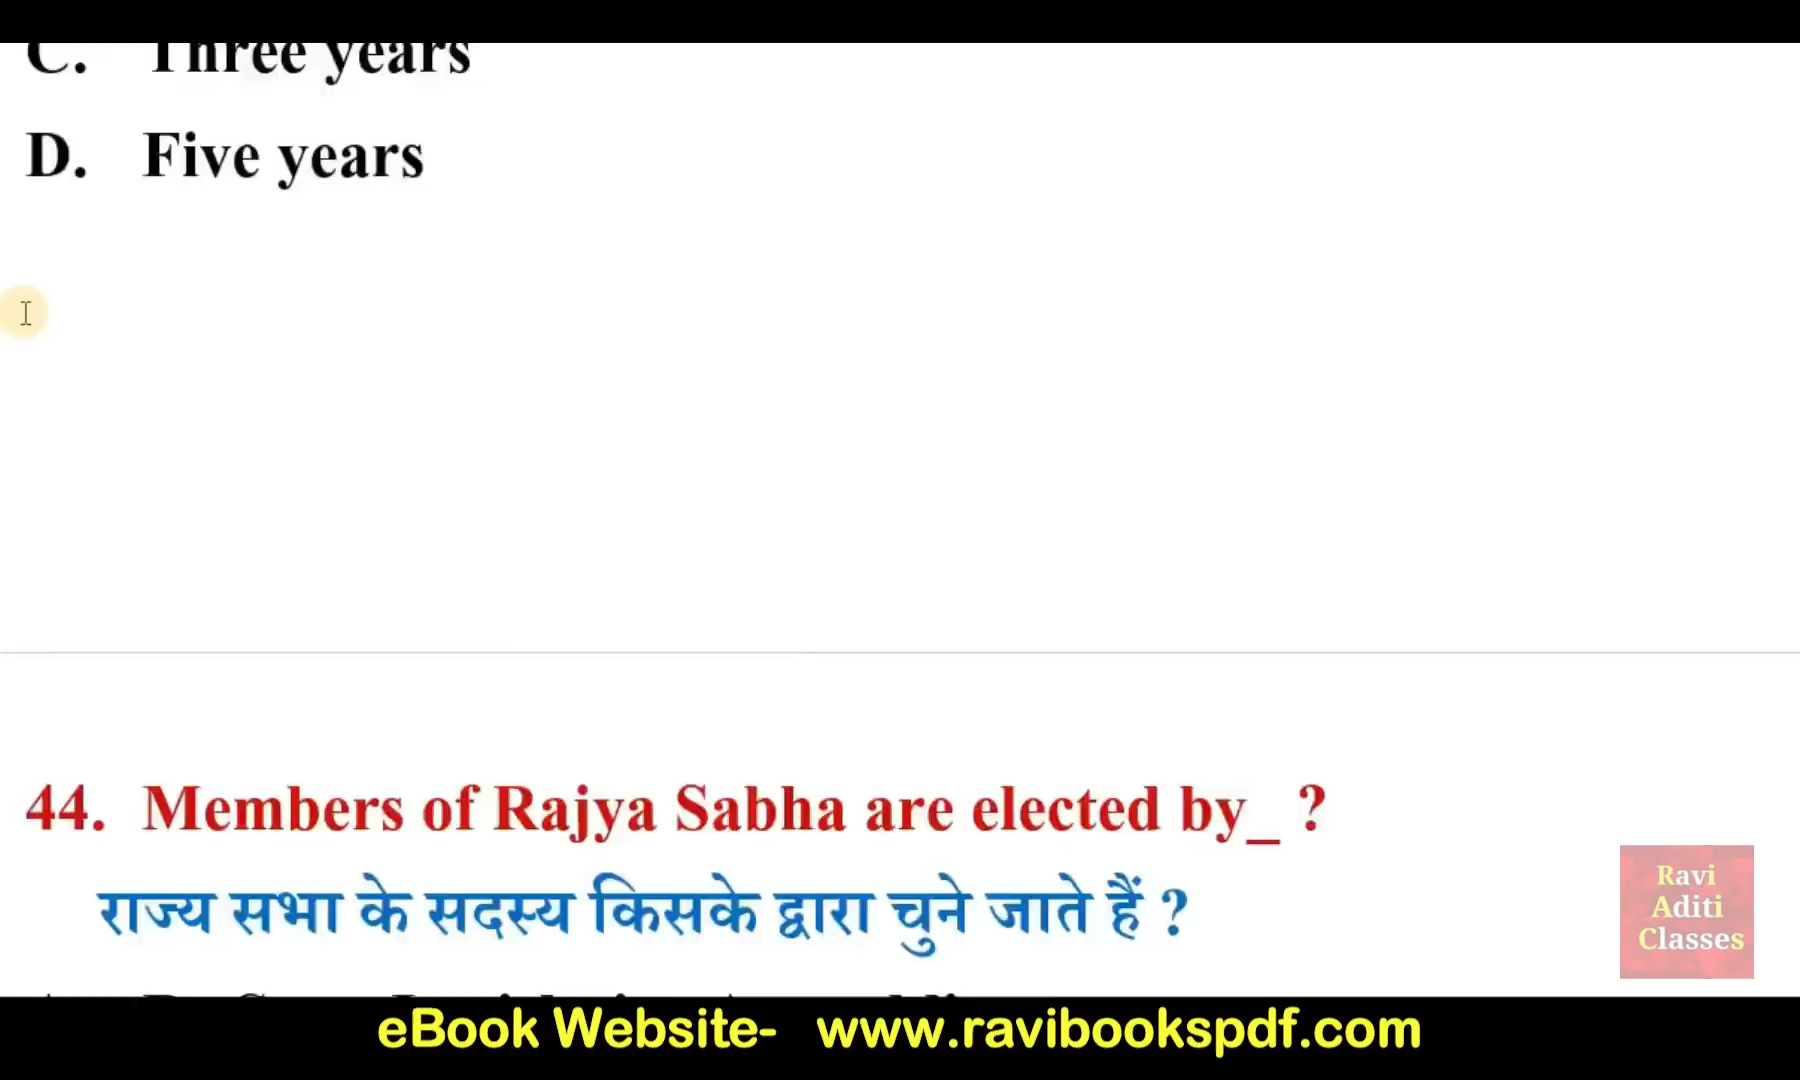 C. Three years
D. Five years
44. Members of Rajya Sabha are elected by_ ?
राज्य सभा के सदस्य किसके द्वारा चुने जाते हैं ?
Ravi
Aditi
Classes
eBook Website- www.ravibookspdf.com